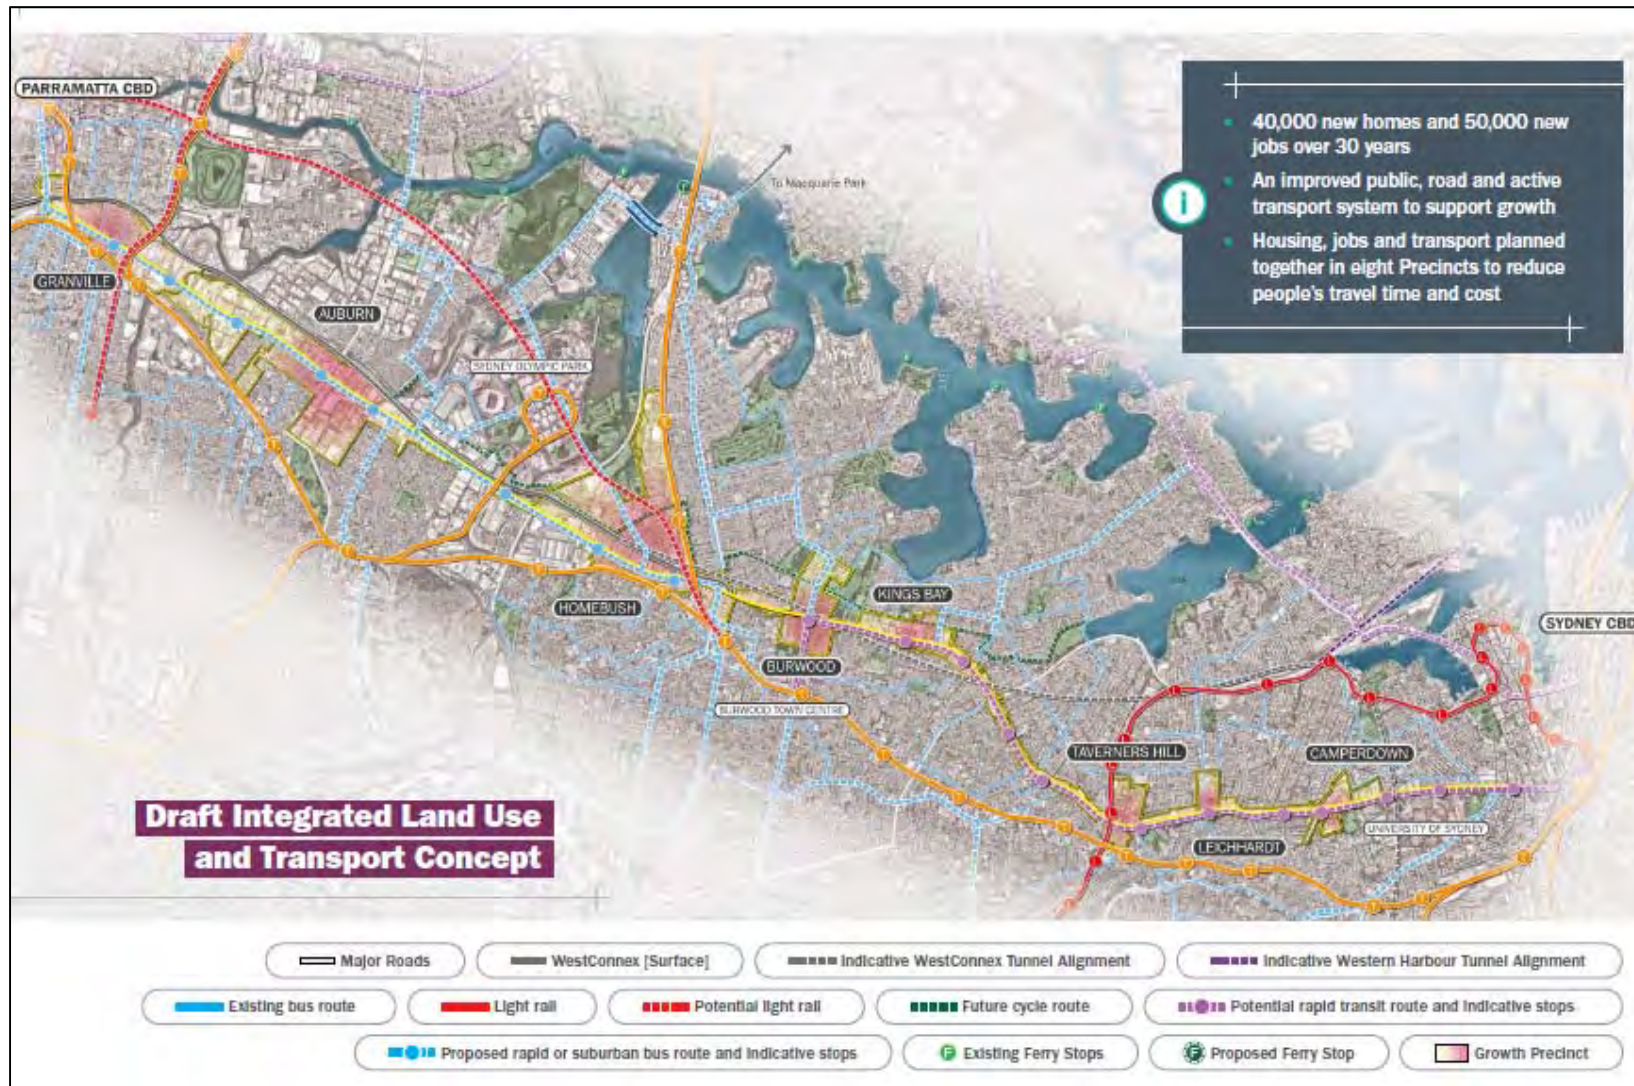 PARRAMATTA CBD
40,000 new homes and 50,000 new
jobs over 30 years
An improved public, road and active
transport system to support growth
Housing, jobs and transport planned
together in eight Precincts to reduce
people's travel time and cost
i
To Macquarie Park
GRANVILLE
AUBURN
SYDNEY OLYMPIC PARK
HOMEBUSH
KINGS BAY
SYDNEY CBD
BURWOOD
BURWOOD TOWN CENTRE
TAVERNERS HILL
CAMPERDOWN
UNIVERSITY OF SYDNEY
LEICHHARDT
Draft Integrated Land Use
and Transport Concept
Major Roads
WestConnex [Surface]
Indicative WestConnex Tunnel Alignment
Indicative Western Harbour Tunnel Alignment
Existing bus route
Light rail
Potential light rail
Future cycle route
Potential rapid transit route and indicative stops
Proposed rapid or suburban bus route and indicative stops
F Existing Ferry Stops
F Proposed Ferry Stop
Growth Precinct